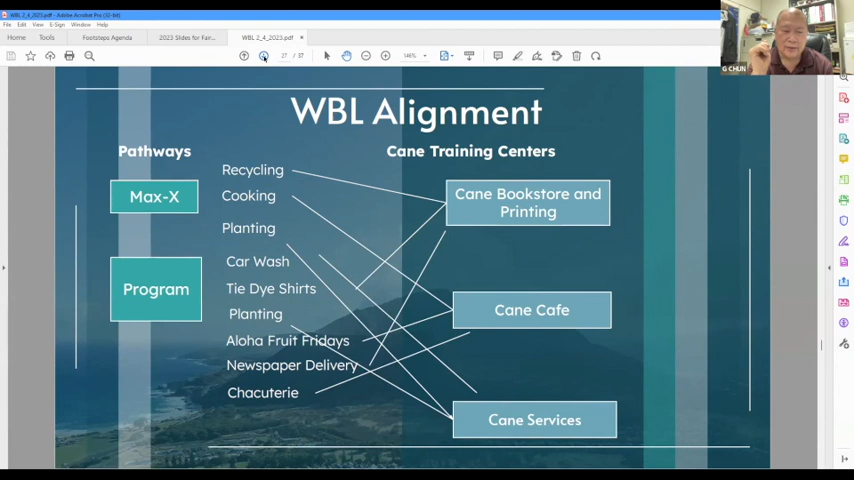 WBL 2_4_2023.pdf - Adobe Acrobat Pro (32-bit)
File Edit View E-Sign Window Help
Home Tools Footsteps Agenda 2023 Slides for Fair... WBL 2_4_2023.pdf ×
27 / 37 146%
G CHUN
WBL Alignment
Pathways
Cane Training Centers
Max-X
Program
Recycling
Cooking
Planting
Car Wash
Tie Dye Shirts
Planting
Aloha Fruit Fridays
Newspaper Delivery
Chacuterie
Cane Bookstore and
Printing
Cane Cafe
Cane Services